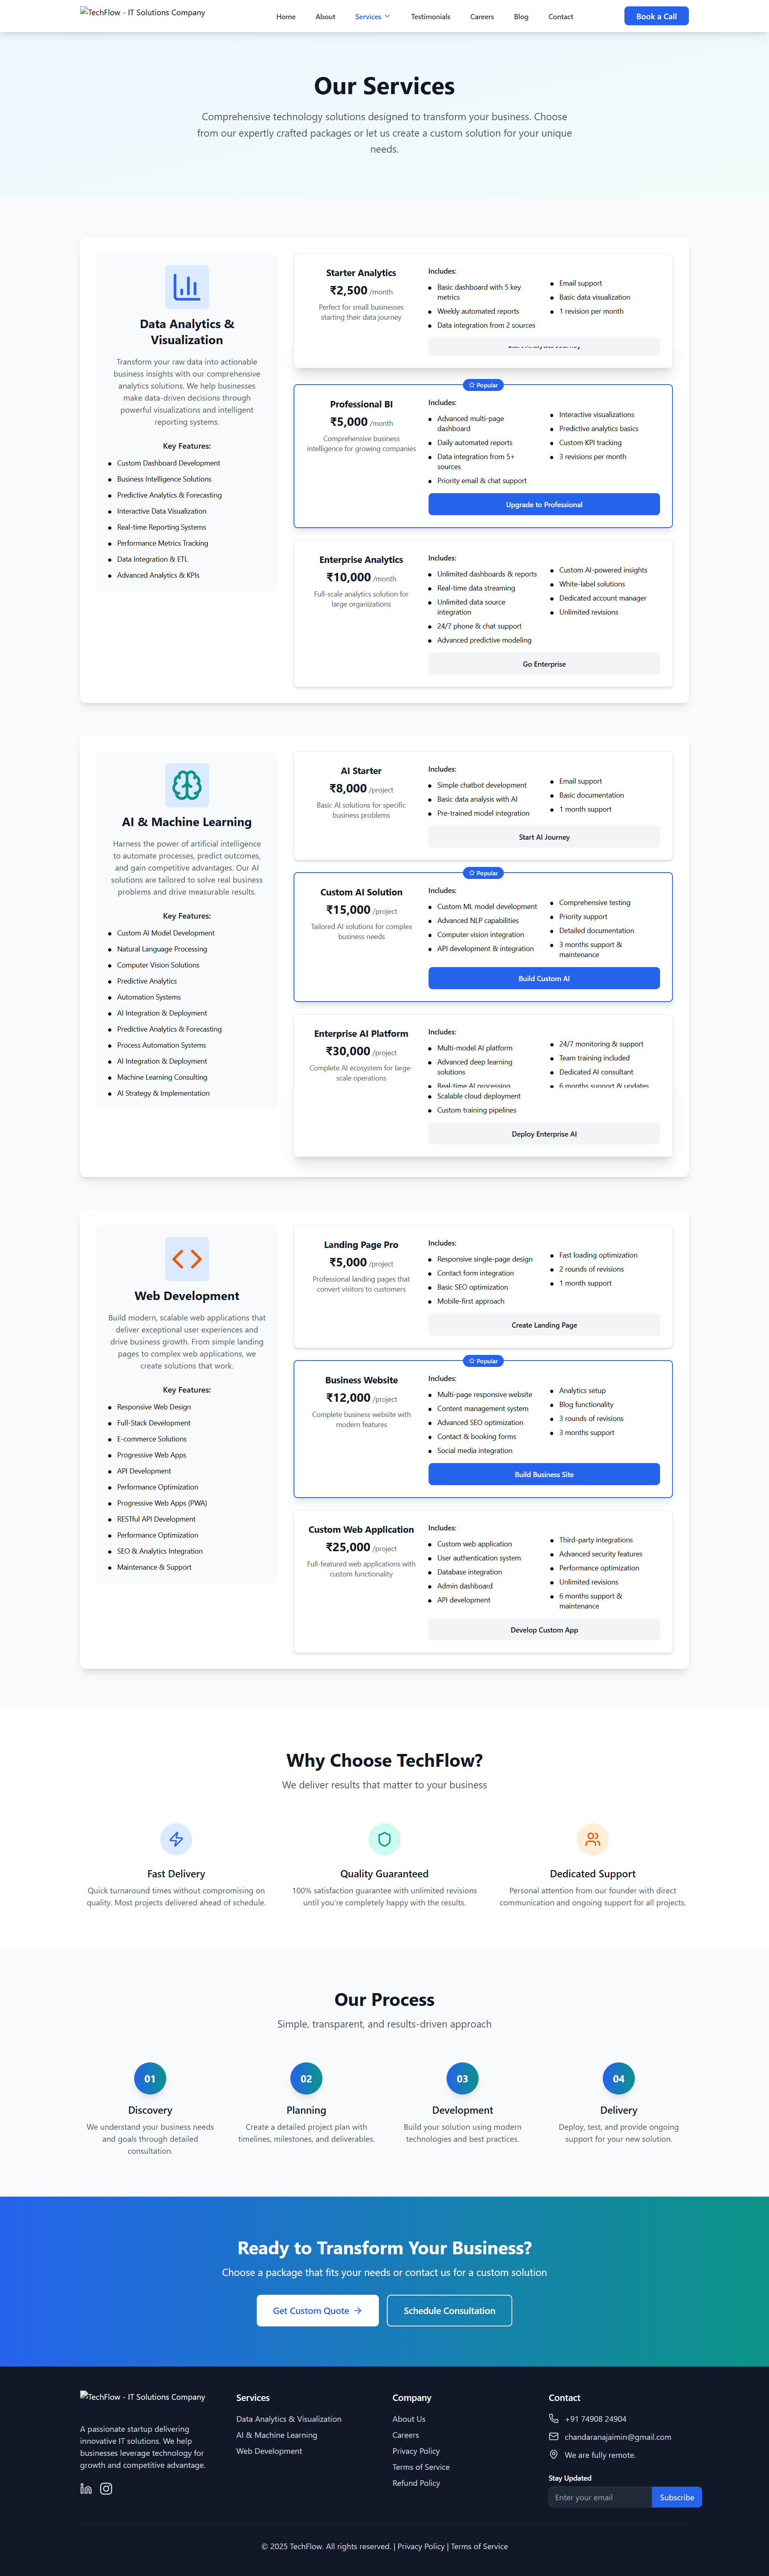 TechFlow - IT Solutions Company
Home About Services Testimonials Careers Blog Contact
Book a Call
Our Services
Comprehensive technology solutions designed to transform your business. Choose
from our expertly crafted packages or let us create a custom solution for your unique
needs.
Data Analytics &
Visualization
Transform your raw data into actionable
business insights with our comprehensive
analytics solutions. We help businesses
make data-driven decisions through
powerful visualizations and intelligent
reporting systems.
Key Features:
Custom Dashboard Development
Business Intelligence Solutions
Predictive Analytics & Forecasting
Interactive Data Visualization
Real-time Reporting Systems
Performance Metrics Tracking
Data Integration & ETL
Advanced Analytics & KPIs
Starter Analytics
₹2,500 /month
Perfect for small businesses
starting their data journey
Includes:
Basic dashboard with 5 key
metrics
Weekly automated reports
Data integration from 2 sources
Email support
Basic data visualization
1 revision per month
Popular
Professional BI
₹5,000 /month
Comprehensive business
intelligence for growing companies
Includes:
Advanced multi-page
dashboard
Daily automated reports
Data integration from 5+
sources
Priority email & chat support
Interactive visualizations
Predictive analytics basics
Custom KPI tracking
3 revisions per month
Upgrade to Professional
Enterprise Analytics
₹10,000 /month
Full-scale analytics solution for
large organizations
Includes:
Unlimited dashboards & reports
Real-time data streaming
Unlimited data source
integration
24/7 phone & chat support
Advanced predictive modeling
Custom AI-powered insights
White-label solutions
Dedicated account manager
Unlimited revisions
Go Enterprise
AI & Machine Learning
Harness the power of artificial intelligence
to automate processes, predict outcomes,
and gain competitive advantages. Our AI
solutions are tailored to solve real business
problems and drive measurable results.
Key Features:
Custom AI Model Development
Natural Language Processing
Computer Vision Solutions
Predictive Analytics
Automation Systems
AI Integration & Deployment
Predictive Analytics & Forecasting
Process Automation Systems
AI Integration & Deployment
Machine Learning Consulting
AI Strategy & Implementation
AI Starter
₹8,000 /project
Basic AI solutions for specific
business problems
Includes:
Simple chatbot development
Basic data analysis with AI
Pre-trained model integration
Email support
Basic documentation
1 month support
Start AI Journey
Popular
Custom AI Solution
₹15,000 /project
Tailored AI solutions for complex
business needs
Includes:
Custom ML model development
Advanced NLP capabilities
Computer vision integration
API development & integration
Comprehensive testing
Priority support
Detailed documentation
3 months support &
maintenance
Build Custom AI
Enterprise AI Platform
₹30,000 /project
Complete AI ecosystem for large-
scale operations
Includes:
Multi-model AI platform
Advanced deep learning
solutions
Real-time AI processing
Scalable cloud deployment
Custom training pipelines
24/7 monitoring & support
Team training included
Dedicated AI consultant
6 months support & updates
Deploy Enterprise AI
Web Development
Build modern, scalable web applications that
deliver exceptional user experiences and
drive business growth. From simple landing
pages to complex web applications, we
create solutions that work.
Key Features:
Responsive Web Design
Full-Stack Development
E-commerce Solutions
Progressive Web Apps
API Development
Performance Optimization
Progressive Web Apps (PWA)
RESTful API Development
Performance Optimization
SEO & Analytics Integration
Maintenance & Support
Landing Page Pro
₹5,000 /project
Professional landing pages that
convert visitors to customers
Includes:
Responsive single-page design
Contact form integration
Basic SEO optimization
Mobile-first approach
Fast loading optimization
2 rounds of revisions
1 month support
Create Landing Page
Popular
Business Website
₹12,000 /project
Complete business website with
modern features
Includes:
Multi-page responsive website
Content management system
Advanced SEO optimization
Contact & booking forms
Social media integration
Analytics setup
Blog functionality
3 rounds of revisions
3 months support
Build Business Site
Custom Web Application
₹25,000 /project
Full-featured web applications with
custom functionality
Includes:
Custom web application
User authentication system
Database integration
Admin dashboard
API development
Third-party integrations
Advanced security features
Performance optimization
Unlimited revisions
6 months support &
maintenance
Develop Custom App
Why Choose TechFlow?
We deliver results that matter to your business
Fast Delivery
Quick turnaround times without compromising on
quality. Most projects delivered ahead of schedule.
Quality Guaranteed
100% satisfaction guarantee with unlimited revisions
until you're completely happy with the results.
Dedicated Support
Personal attention from our founder with direct
communication and ongoing support for all projects.
Our Process
Simple, transparent, and results-driven approach
01
Discovery
We understand your business needs
and goals through detailed
consultation.
02
Planning
Create a detailed project plan with
timelines, milestones, and deliverables.
03
Development
Build your solution using modern
technologies and best practices.
04
Delivery
Deploy, test, and provide ongoing
support for your new solution.
Ready to Transform Your Business?
Choose a package that fits your needs or contact us for a custom solution
Get Custom Quote
Schedule Consultation
TechFlow - IT Solutions Company
A passionate startup delivering
innovative IT solutions. We help
businesses leverage technology for
growth and competitive advantage.
Services
Data Analytics & Visualization
AI & Machine Learning
Web Development
Company
About Us
Careers
Privacy Policy
Terms of Service
Refund Policy
Contact
+91 74908 24904
chandaranajaimin@gmail.com
We are fully remote.
Stay Updated
Enter your email
Subscribe
© 2025 TechFlow. All rights reserved. | Privacy Policy | Terms of Service